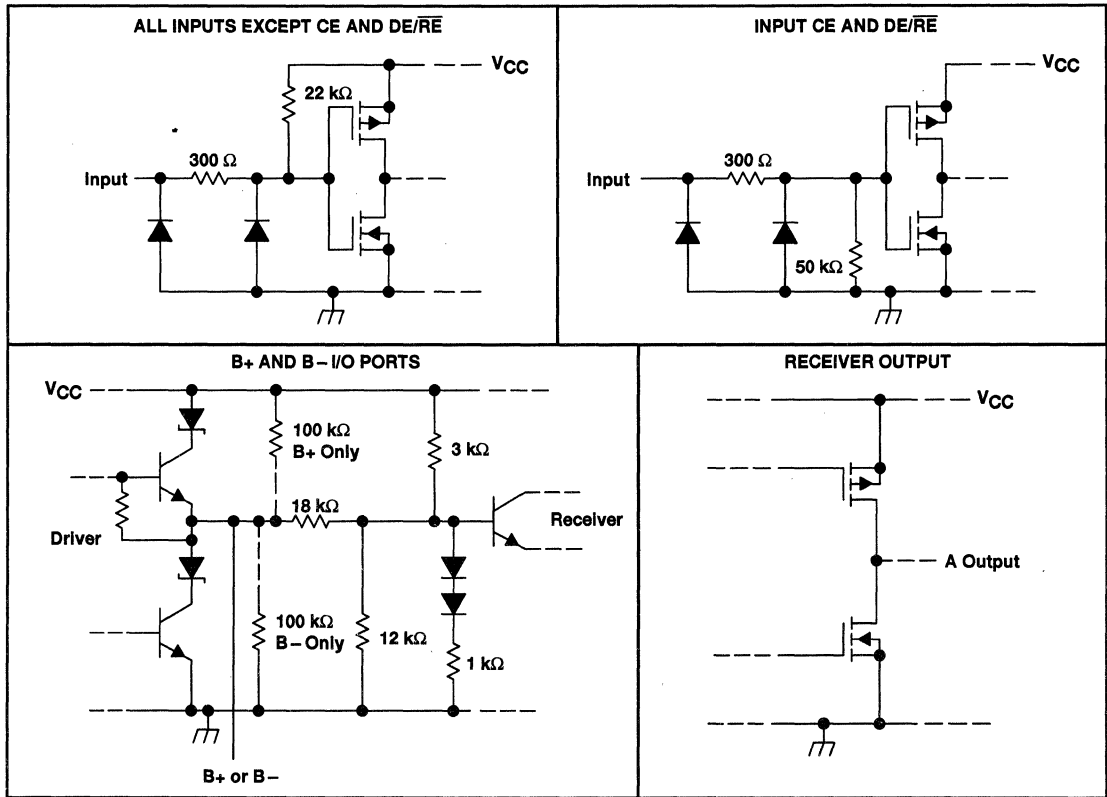 ALL INPUTS EXCEPT CE AND DE/R̅E̅
VCC
22 kΩ
300 Ω
Input
INPUT CE AND DE/R̅E̅
VCC
300 Ω
Input
50 kΩ
B+ AND B– I/O PORTS
VCC
100 kΩ
B+ Only
3 kΩ
18 kΩ
Receiver
Driver
100 kΩ
B– Only
12 kΩ
1 kΩ
B+ or B–
RECEIVER OUTPUT
VCC
A Output